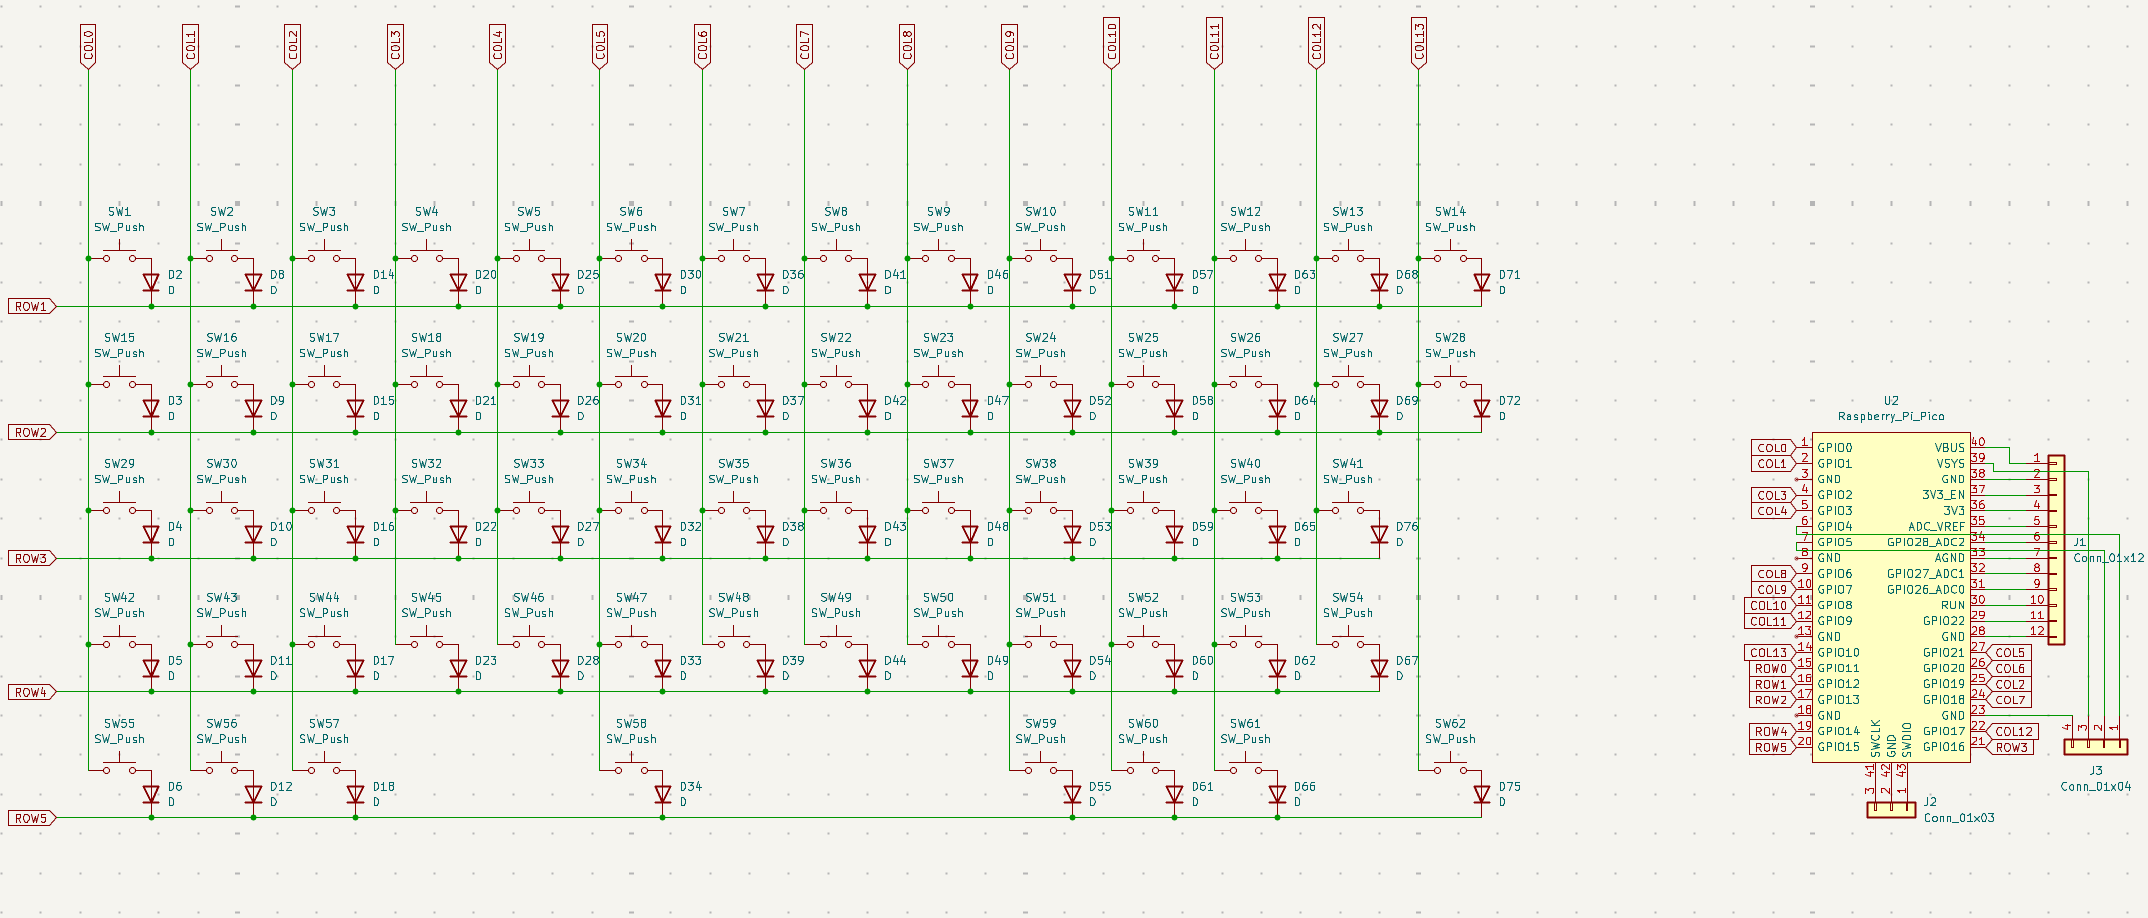 COL0 COL1 COL2 COL3 COL4 COL5 COL6 COL7 COL8 COL9 COL10 COL11 COL12 COL13
SW1 SW2 SW3 SW4 SW5 SW6 SW7 SW8 SW9 SW10 SW11 SW12 SW13 SW14
SW_Push SW_Push SW_Push SW_Push SW_Push SW_Push SW_Push SW_Push SW_Push SW_Push SW_Push SW_Push SW_Push SW_Push
D2 D8 D14 D20 D25 D30 D36 D41 D46 D51 D57 D63 D68 D71
D D D D D D D D D D D D D D
ROW1
SW15 SW16 SW17 SW18 SW19 SW20 SW21 SW22 SW23 SW24 SW25 SW26 SW27 SW28
SW_Push SW_Push SW_Push SW_Push SW_Push SW_Push SW_Push SW_Push SW_Push SW_Push SW_Push SW_Push SW_Push SW_Push
D3 D9 D15 D21 D26 D31 D37 D42 D47 D52 D58 D64 D69 D72
D D D D D D D D D D D D D D
ROW2
SW29 SW30 SW31 SW32 SW33 SW34 SW35 SW36 SW37 SW38 SW39 SW40 SW41
SW_Push SW_Push SW_Push SW_Push SW_Push SW_Push SW_Push SW_Push SW_Push SW_Push SW_Push SW_Push SW_Push
D4 D10 D16 D22 D27 D32 D38 D43 D48 D53 D59 D65 D76
D D D D D D D D D D D D D
ROW3
SW42 SW43 SW44 SW45 SW46 SW47 SW48 SW49 SW50 SW51 SW52 SW53 SW54
SW_Push SW_Push SW_Push SW_Push SW_Push SW_Push SW_Push SW_Push SW_Push SW_Push SW_Push SW_Push SW_Push
D5 D11 D17 D23 D28 D33 D39 D44 D49 D54 D60 D62 D67
D D D D D D D D D D D D D
ROW4
SW55 SW56 SW57 SW58 SW59 SW60 SW61 SW62
SW_Push SW_Push SW_Push SW_Push SW_Push SW_Push SW_Push SW_Push
D6 D12 D18 D34 D55 D61 D66 D75
D D D D D D D D
ROW5
U2
Raspberry_Pi_Pico
COL0 1 GPIO0 VBUS 40
COL1 2 GPIO1 VSYS 39 1
3 GND GND 38 2
COL3 4 GPIO2 3V3_EN 37 3
COL4 5 GPIO3 3V3 36 4
6 GPIO4 ADC_VREF 35 5
7 GPIO5 GPIO28_ADC2 34 6 J1
8 GND AGND 33 7 Conn_01x12
COL8 9 GPIO6 GPIO27_ADC1 32 8
COL9 10 GPIO7 GPIO26_ADC0 31 9
COL10 11 GPIO8 RUN 30 10
COL11 12 GPIO9 GPIO22 29 11
13 GND GND 28 12
COL13 14 GPIO10 GPIO21 27 COL5
ROW0 15 GPIO11 GPIO20 26 COL6
ROW1 16 GPIO12 GPIO19 25 COL2
ROW2 17 GPIO13 GPIO18 24 COL7
18 GND GND 23
ROW4 19 GPIO14 GPIO17 22 COL12
ROW5 20 GPIO15 GPIO16 21 ROW3
SWCLK GND SWDIO
4 3 2 1
J3
Conn_01x04
41 42 43
3 2 1
J2
Conn_01x03